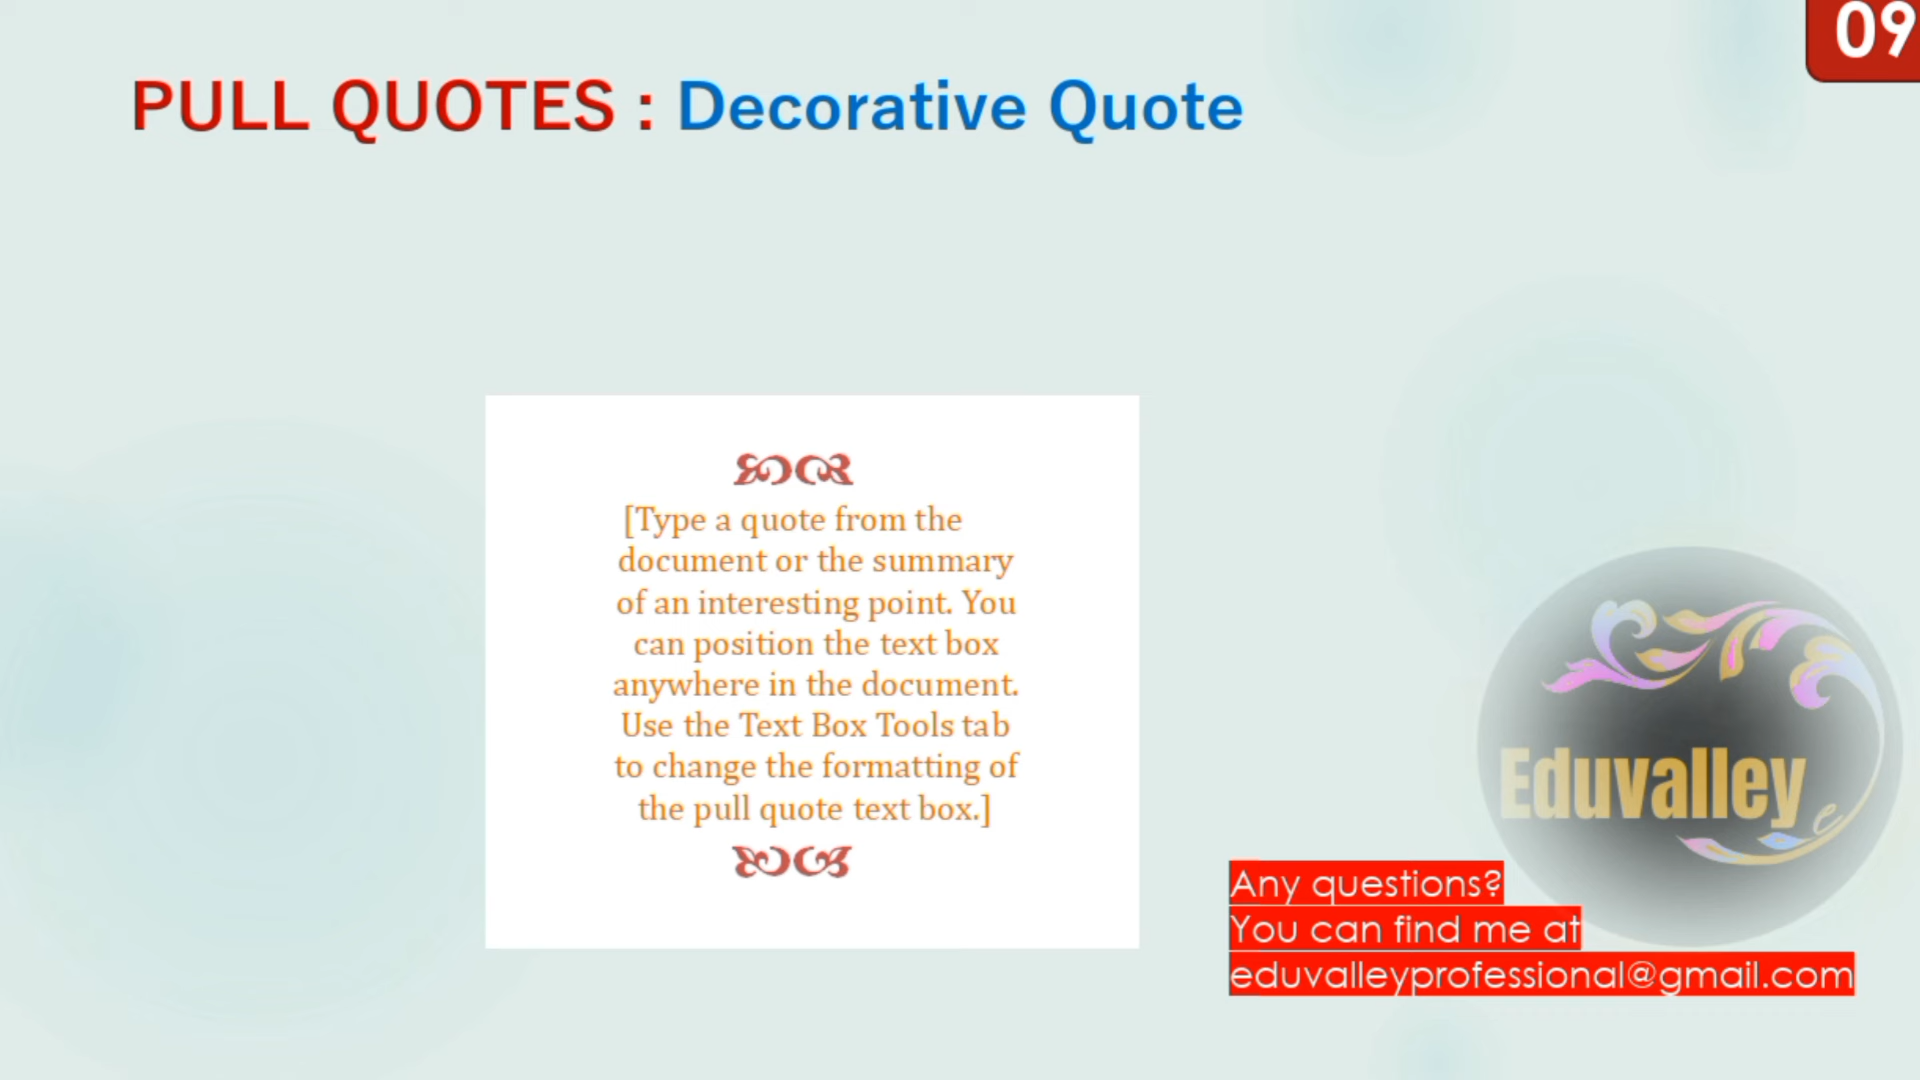 09
PULL QUOTES : Decorative Quote
[Type a quote from the
document or the summary
of an interesting point. You
can position the text box
anywhere in the document.
Use the Text Box Tools tab
to change the formatting of
the pull quote text box.]
Eduvalley
e
Any questions?
You can find me at
eduvalleyprofessional@gmail.com